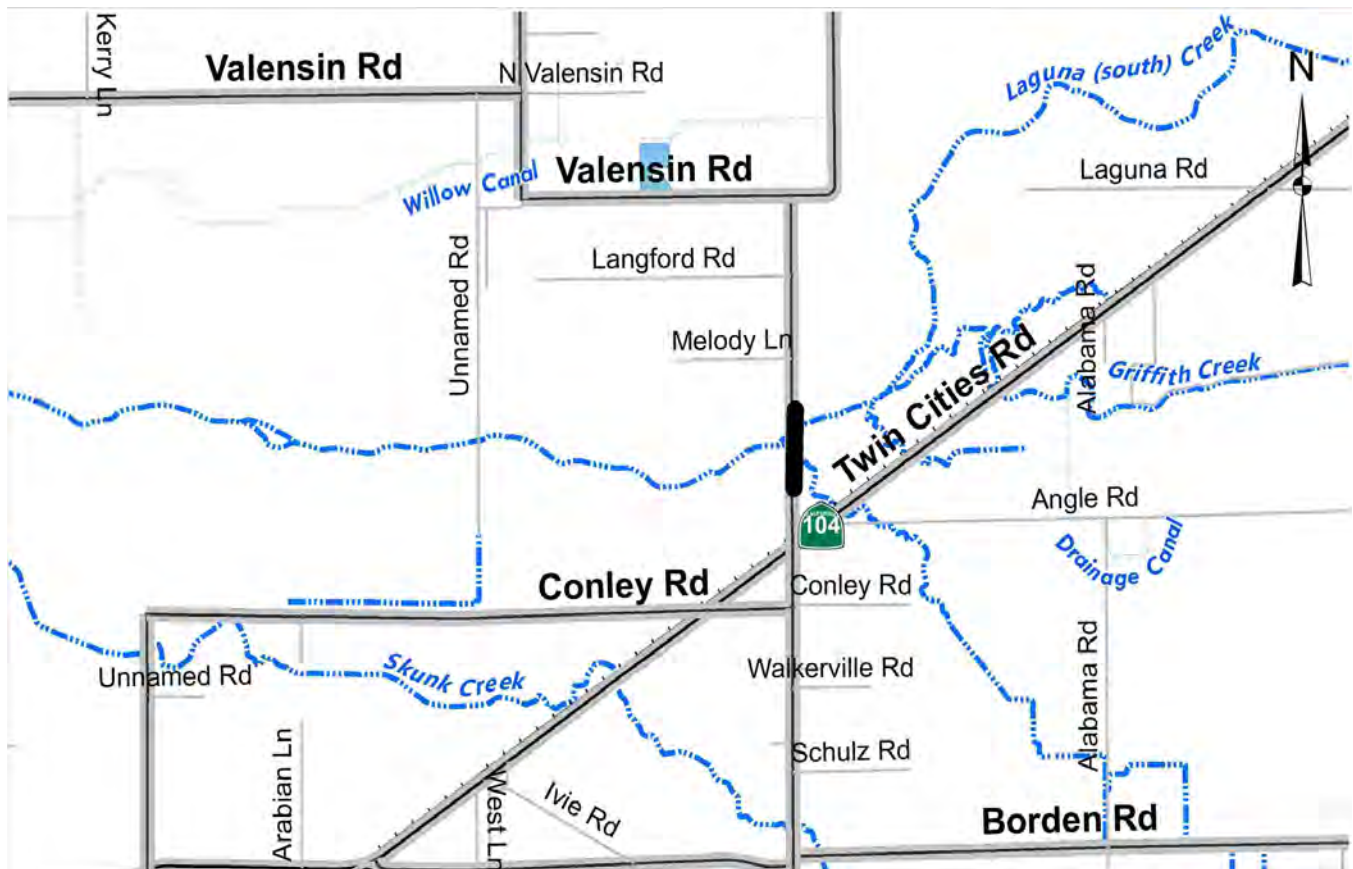 Kerry Ln
Valensin Rd
N Valensin Rd
Laguna (south) Creek
N
Willow Canal
Valensin Rd
Laguna Rd
Unnamed Rd
Langford Rd
Alabama Rd
Melody Ln
Twin Cities Rd
Griffith Creek
104
Angle Rd
Drainage Canal
Conley Rd
Conley Rd
Unnamed Rd
Skunk Creek
Walkerville Rd
Alabama Rd
Arabian Ln
Schulz Rd
West Ln
Ivie Rd
Borden Rd